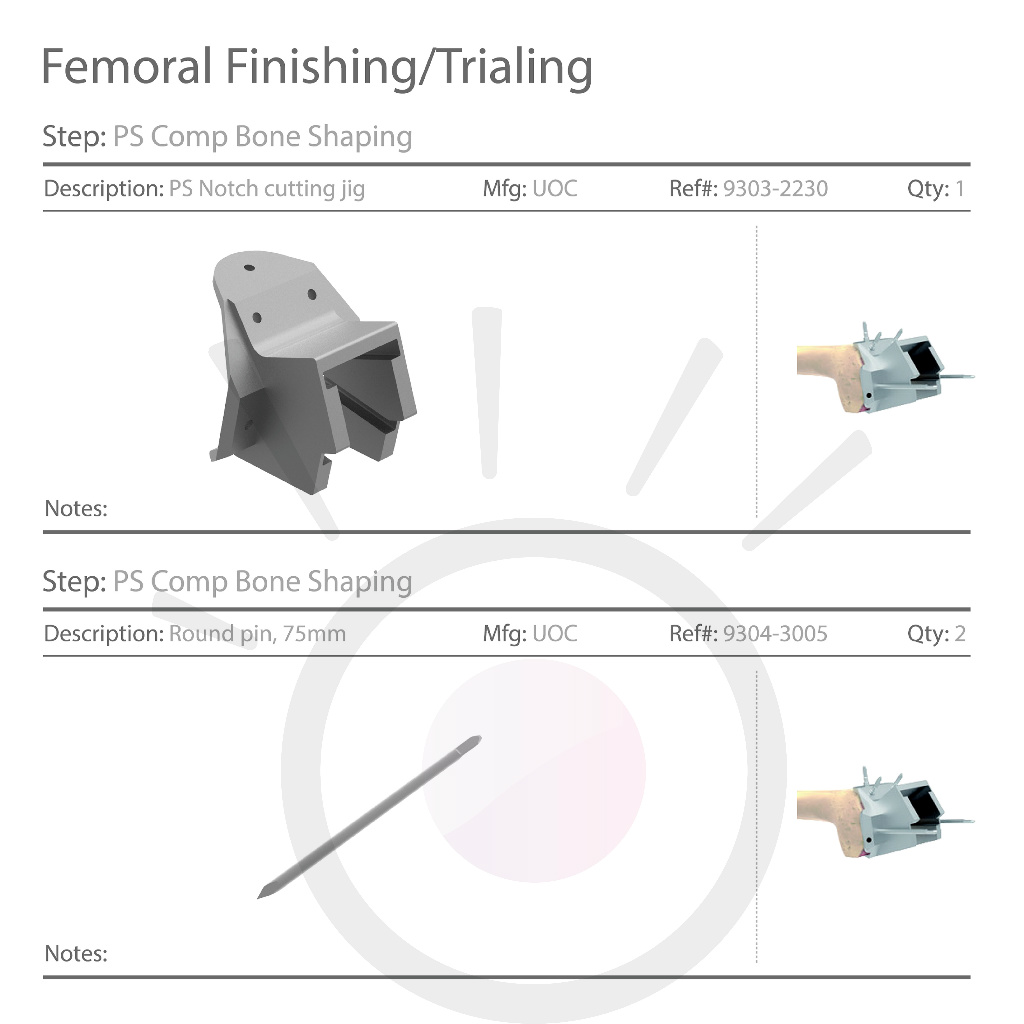 Femoral Finishing/Trialing
Step: PS Comp Bone Shaping
Description: PS Notch cutting jig Mfg: UOC Ref#: 9303-2230 Qty: 1
Notes:
Step: PS Comp Bone Shaping
Description: Round pin, 75mm Mfg: UOC Ref#: 9304-3005 Qty: 2
Notes: